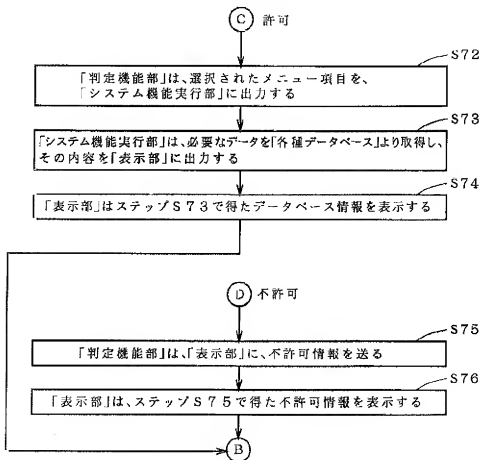 C 許可
S72
「判定機能部」は、選択されたメニュー項目を、
「システム機能実行部」に出力する
S73
「システム機能実行部」は、必要なデータを「各種データベース」より取得し、
その内容を「表示部」に出力する
S74
「表示部」はステップS73で得たデータベース情報を表示する
D 不許可
S75
「判定機能部」は、「表示部」に、不許可情報を送る
S76
「表示部」は、ステップS75で得た不許可情報を表示する
B